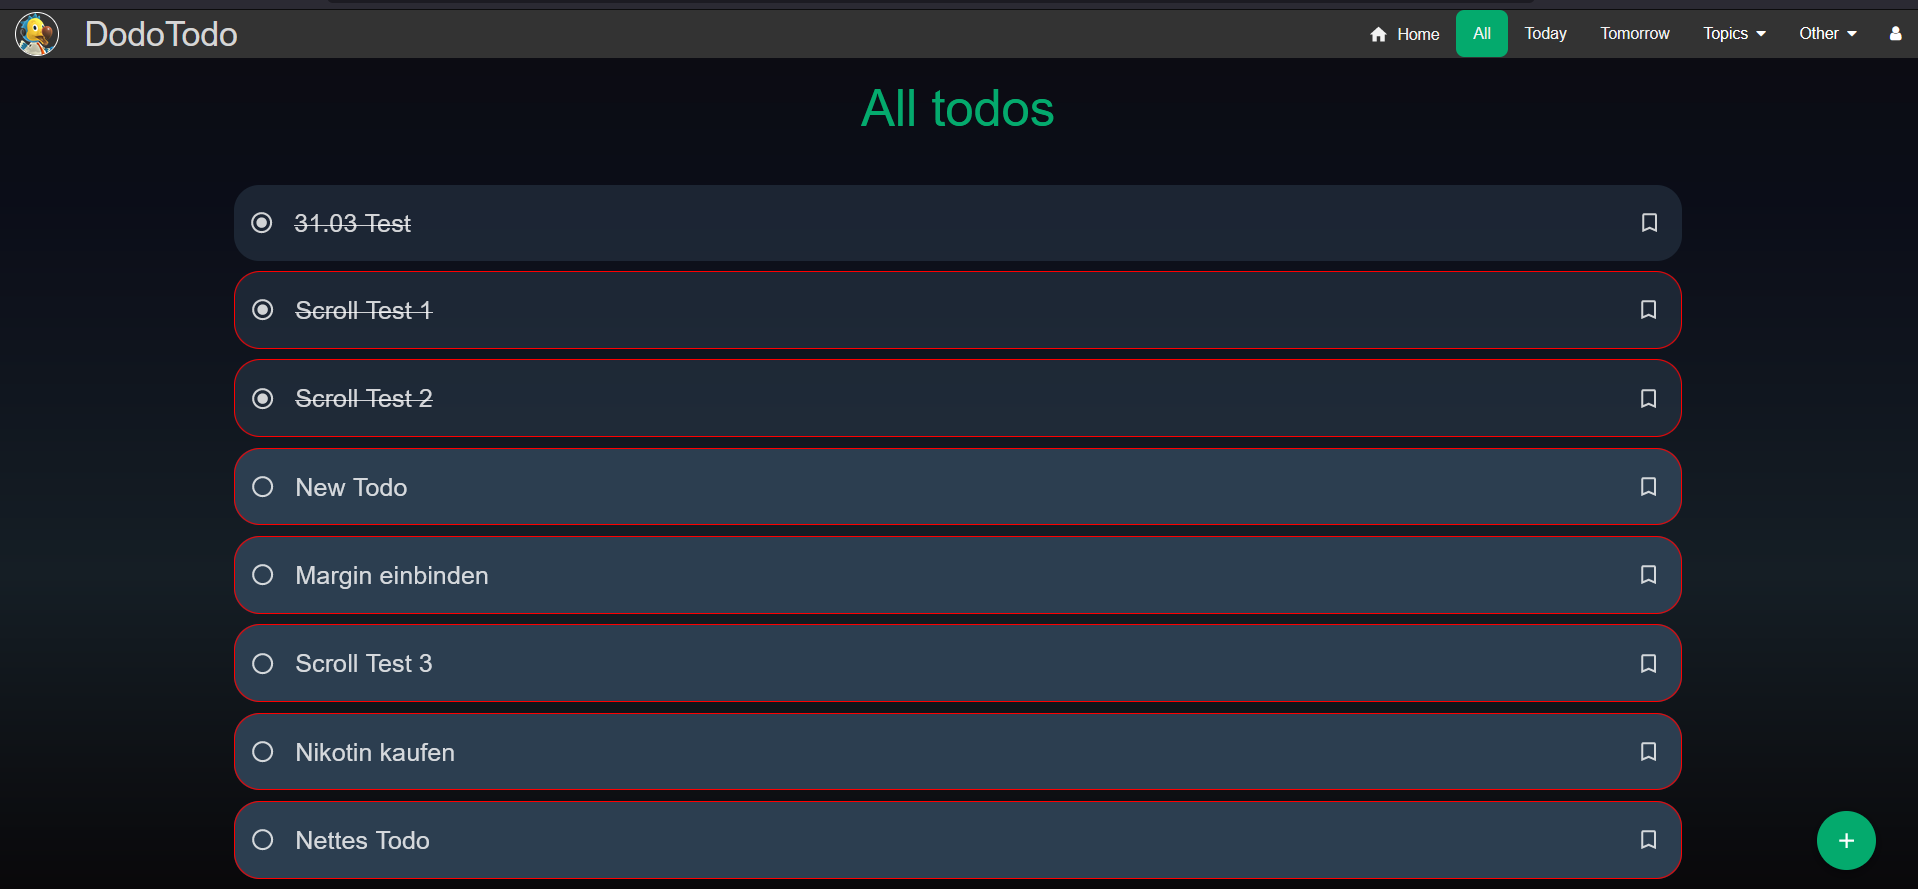 DodoTodo
Home All Today Tomorrow Topics Other
All todos
31.03 Test
Scroll Test 1
Scroll Test 2
New Todo
Margin einbinden
Scroll Test 3
Nikotin kaufen
Nettes Todo
+